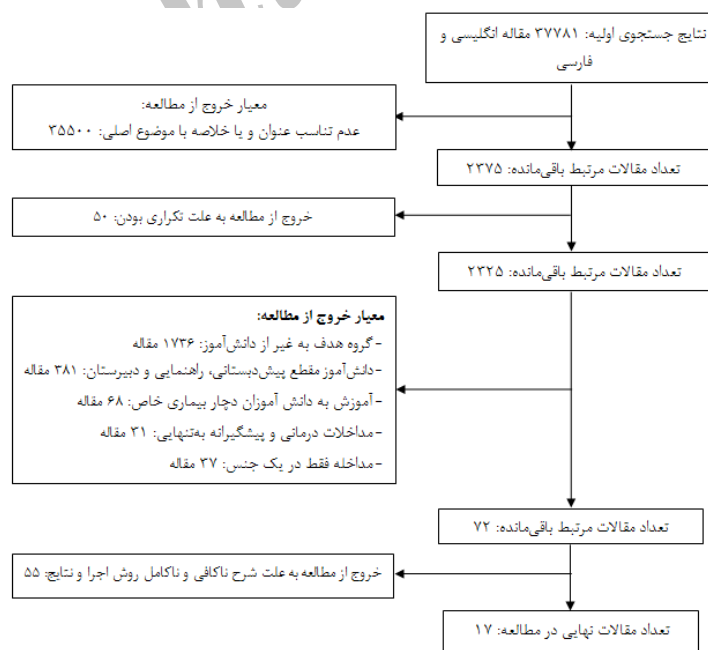 نتایج جستجوی اولیه: ۳۷۷۸۱ مقاله انگلیسی و
فارسی
معیار خروج از مطالعه:
عدم تناسب عنوان و یا خلاصه با موضوع اصلی: ۳۵۵۰۰
تعداد مقالات مرتبط باقی‌مانده: ۲۳۷۵
خروج از مطالعه به علت تکراری بودن: ۵۰
تعداد مقالات مرتبط باقی‌مانده: ۲۳۲۵
معیار خروج از مطالعه:
-گروه هدف به غیر از دانش‌آموز: ۱۷۳۶ مقاله
-دانش‌آموز مقطع پیش‌دبستانی، راهنمایی و دبیرستان: ۳۸۱ مقاله
-آموزش به دانش آموزان دچار بیماری خاص: ۶۸ مقاله
-مداخلات درمانی و پیشگیرانه به‌تنهایی: ۳۱ مقاله
-مداخله فقط در یک جنس: ۳۷ مقاله
تعداد مقالات مرتبط باقی‌مانده: ۷۲
خروج از مطالعه به علت شرح ناکافی و ناکامل روش اجرا و نتایج: ۵۵
تعداد مقالات نهایی در مطالعه: ۱۷